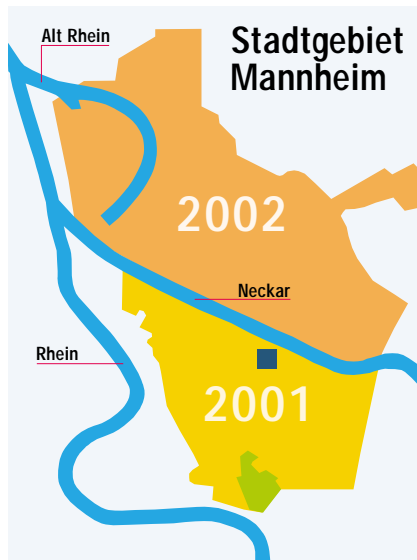 Alt Rhein
Stadtgebiet
Mannheim
2002
Neckar
Rhein
2001